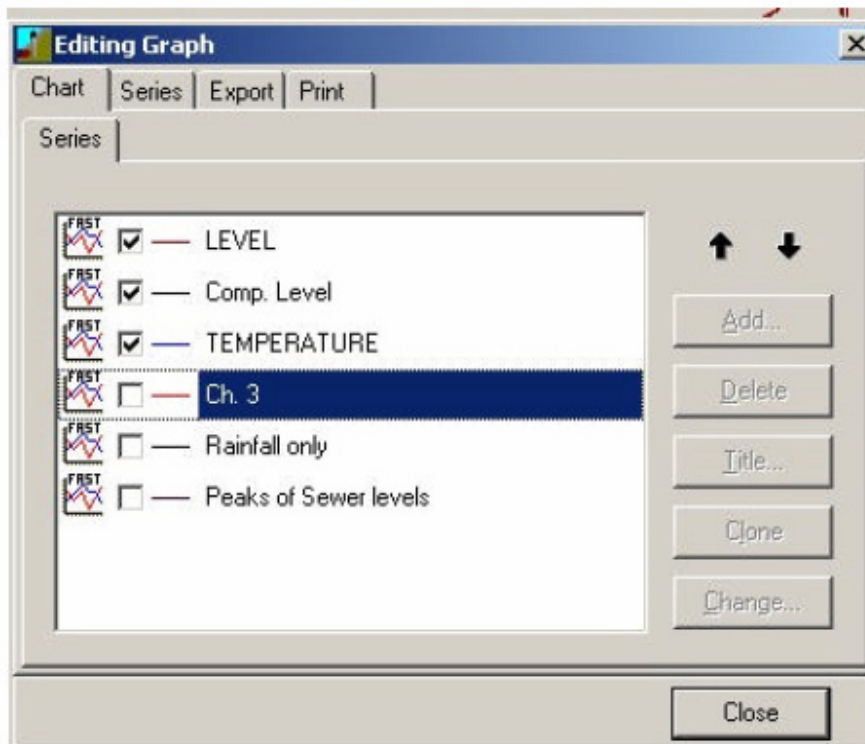 Editing Graph
Chart Series Export Print
Series
FAST LEVEL
FAST Comp. Level
FAST TEMPERATURE
FAST Ch. 3
FAST Rainfall only
FAST Peaks of Sewer levels
Add...
Delete
Title...
Clone
Change...
Close